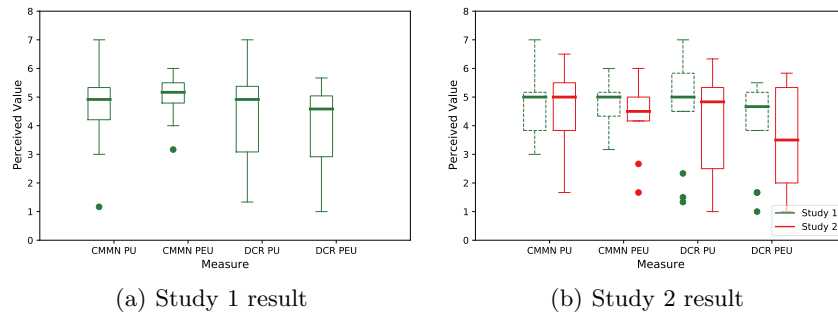 8
7
6
5
4
3
2
1
0
Perceived Value
CMMN PU CMMN PEU DCR PU DCR PEU
Measure
(a) Study 1 result
8
7
6
5
4
3
2
1
0
Perceived Value
Study 1
Study 2
CMMN PU CMMN PEU DCR PU DCR PEU
Measure
(b) Study 2 result